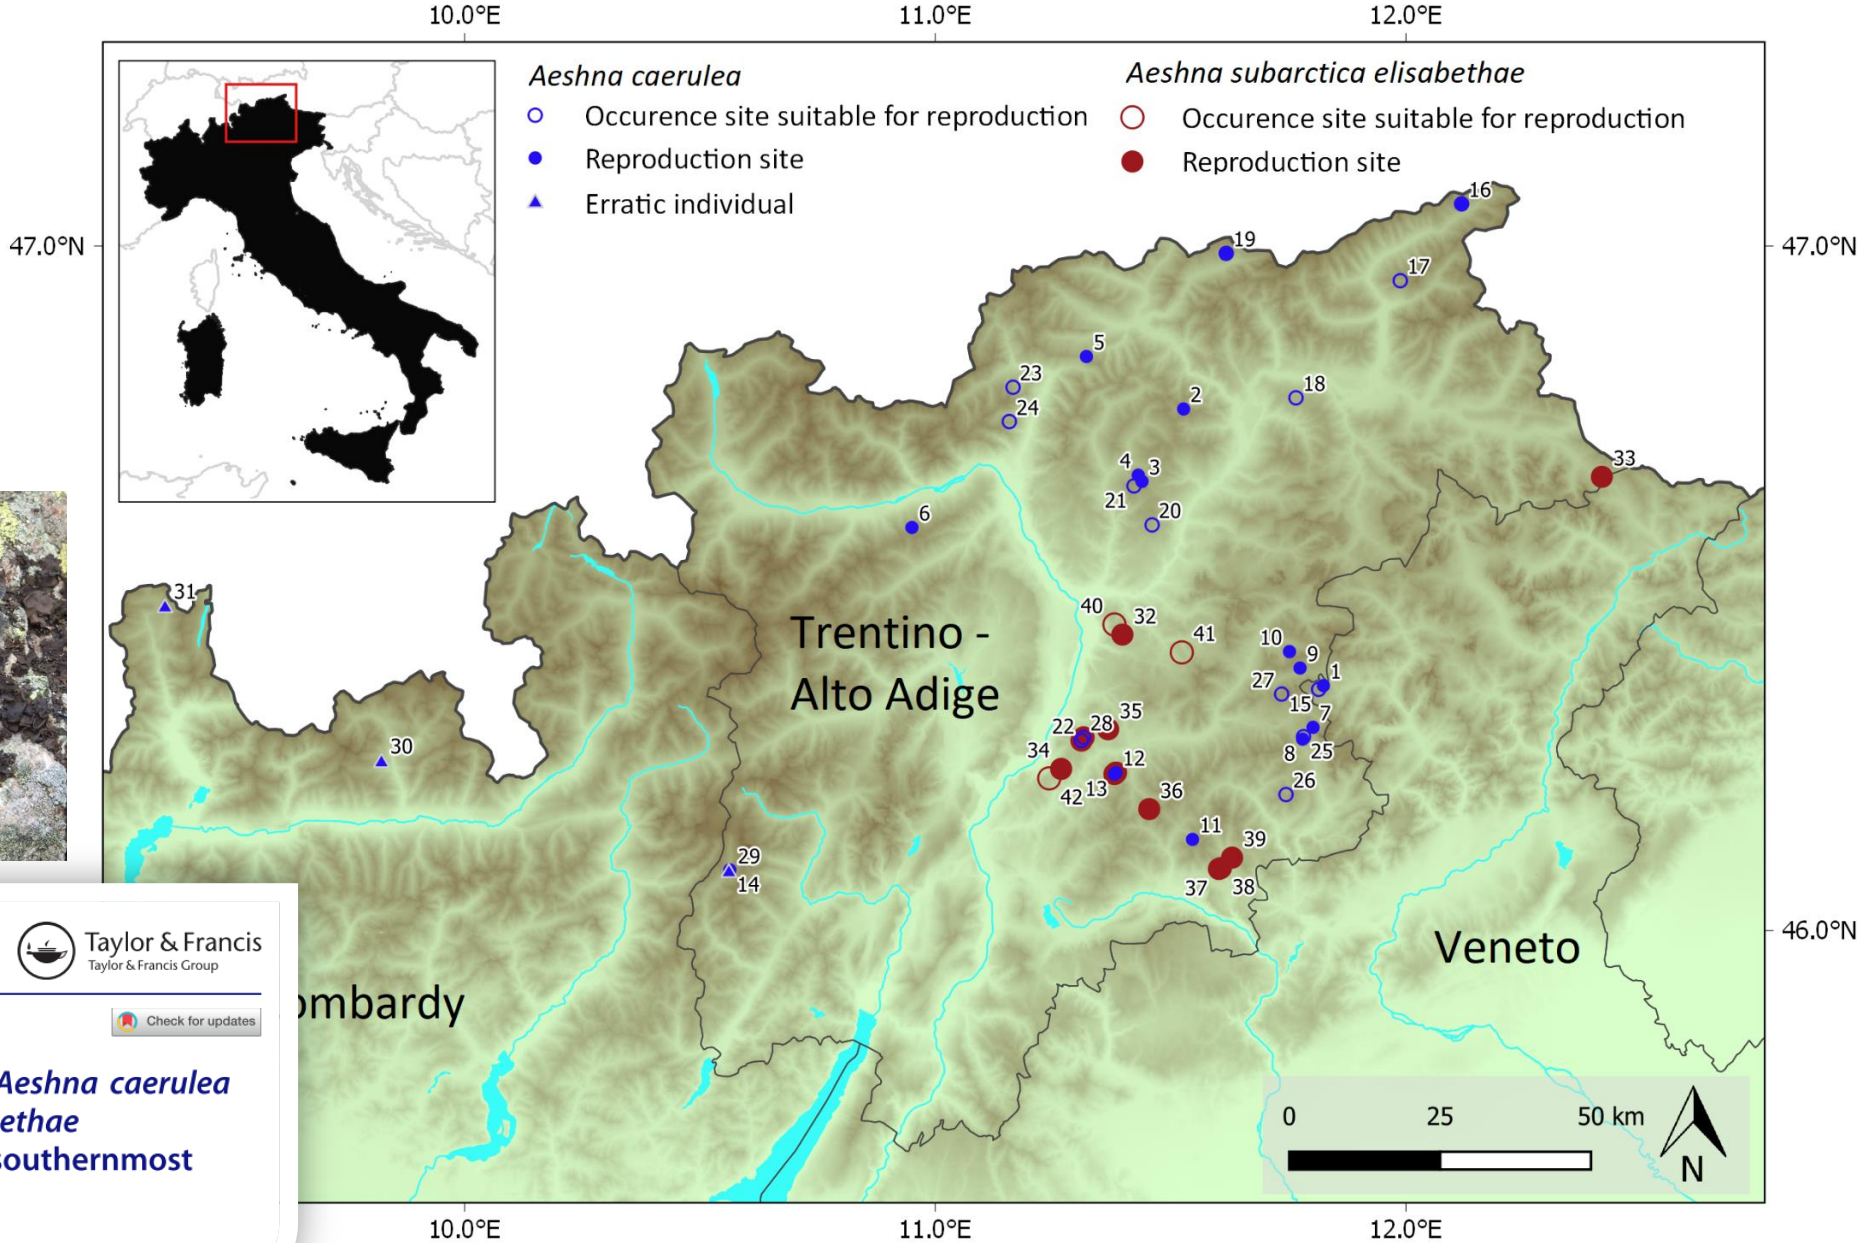 10.0°E
11.0°E
12.0°E
Aeshna caerulea
Occurence site suitable for reproduction
Reproduction site
Erratic individual
Aeshna subarctica elisabethae
Occurence site suitable for reproduction
Reproduction site
47.0°N
47.0°N
16
19
17
5
23
18
2
24
4
3
33
21
20
6
31
40
32
41
10
9
1
27
15
Trentino -
Alto Adige
35
22
28
7
30
34
8
25
12
42
13
26
36
11
39
29
14
37
38
46.0°N
Veneto
ombardy
Taylor & Francis
Taylor & Francis Group
Check for updates
Aeshna caerulea
ethae
southernmost
0
25
50 km
N
10.0°E
11.0°E
12.0°E